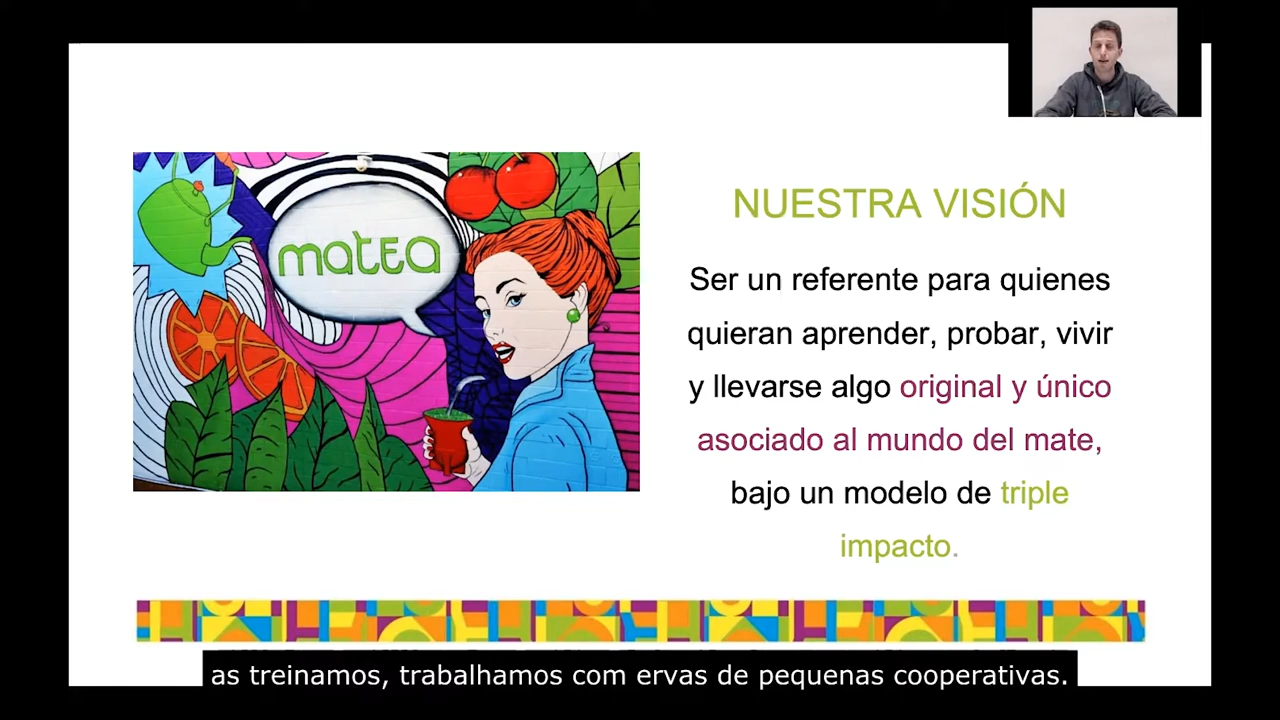 matea
NUESTRA VISIÓN
Ser un referente para quienes
quieran aprender, probar, vivir
y llevarse algo original y único
asociado al mundo del mate,
bajo un modelo de triple
impacto.
as treinamos, trabalhamos com ervas de pequenas cooperativas.